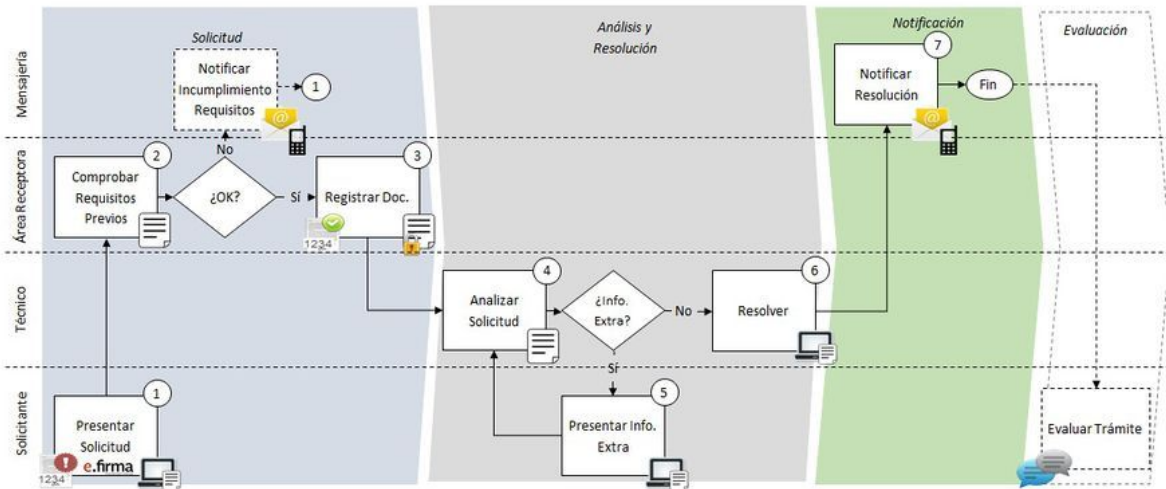 Solicitud
Análisis y
Resolución
Notificación
Evaluación
Mensajería
Notificar
Incumplimiento
Requisitos
1
7
Notificar
Resolución
Fin
@
@
No
Área Receptora
2
Comprobar
Requisitos
Previos
¿OK?
Sí
3
Registrar Doc.
1234
Técnico
4
Analizar
Solicitud
¿Info.
Extra?
No
6
Resolver
Sí
Solicitante
1
Presentar
Solicitud
e.firma
1234
5
Presentar Info.
Extra
Evaluar Trámite